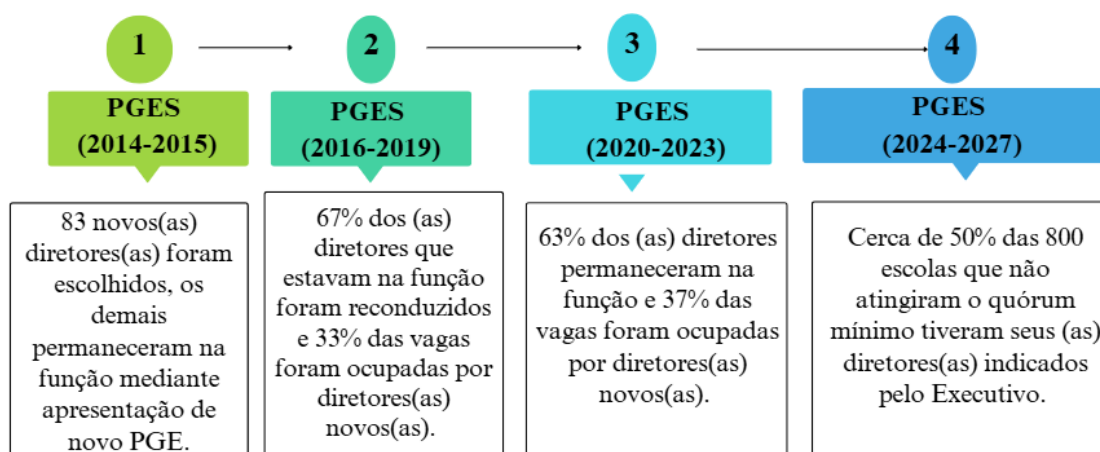 1
PGES
(2014-2015)
83 novos(as)
diretores(as) foram
escolhidos, os
demais
permaneceram na
função mediante
apresentação de
novo PGE.
2
PGES
(2016-2019)
67% dos (as)
diretores que
estavam na função
foram reconduzidos
e 33% das vagas
foram ocupadas por
diretores(as)
novos(as).
3
PGES
(2020-2023)
63% dos (as) diretores
permaneceram na
função e 37% das
vagas foram ocupadas
por diretores(as)
novos(as).
4
PGES
(2024-2027)
Cerca de 50% das 800
escolas que não
atingiram o quórum
mínimo tiveram seus (as)
diretores(as) indicados
pelo Executivo.